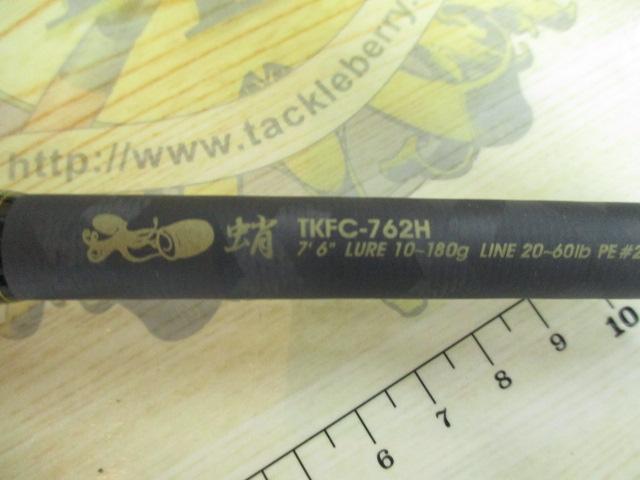 http://www.tackleberry.
蛸 TKFC-762H
7'6" LURE 10~180g LINE 20~60lb PE #2
6 7 8 9 10